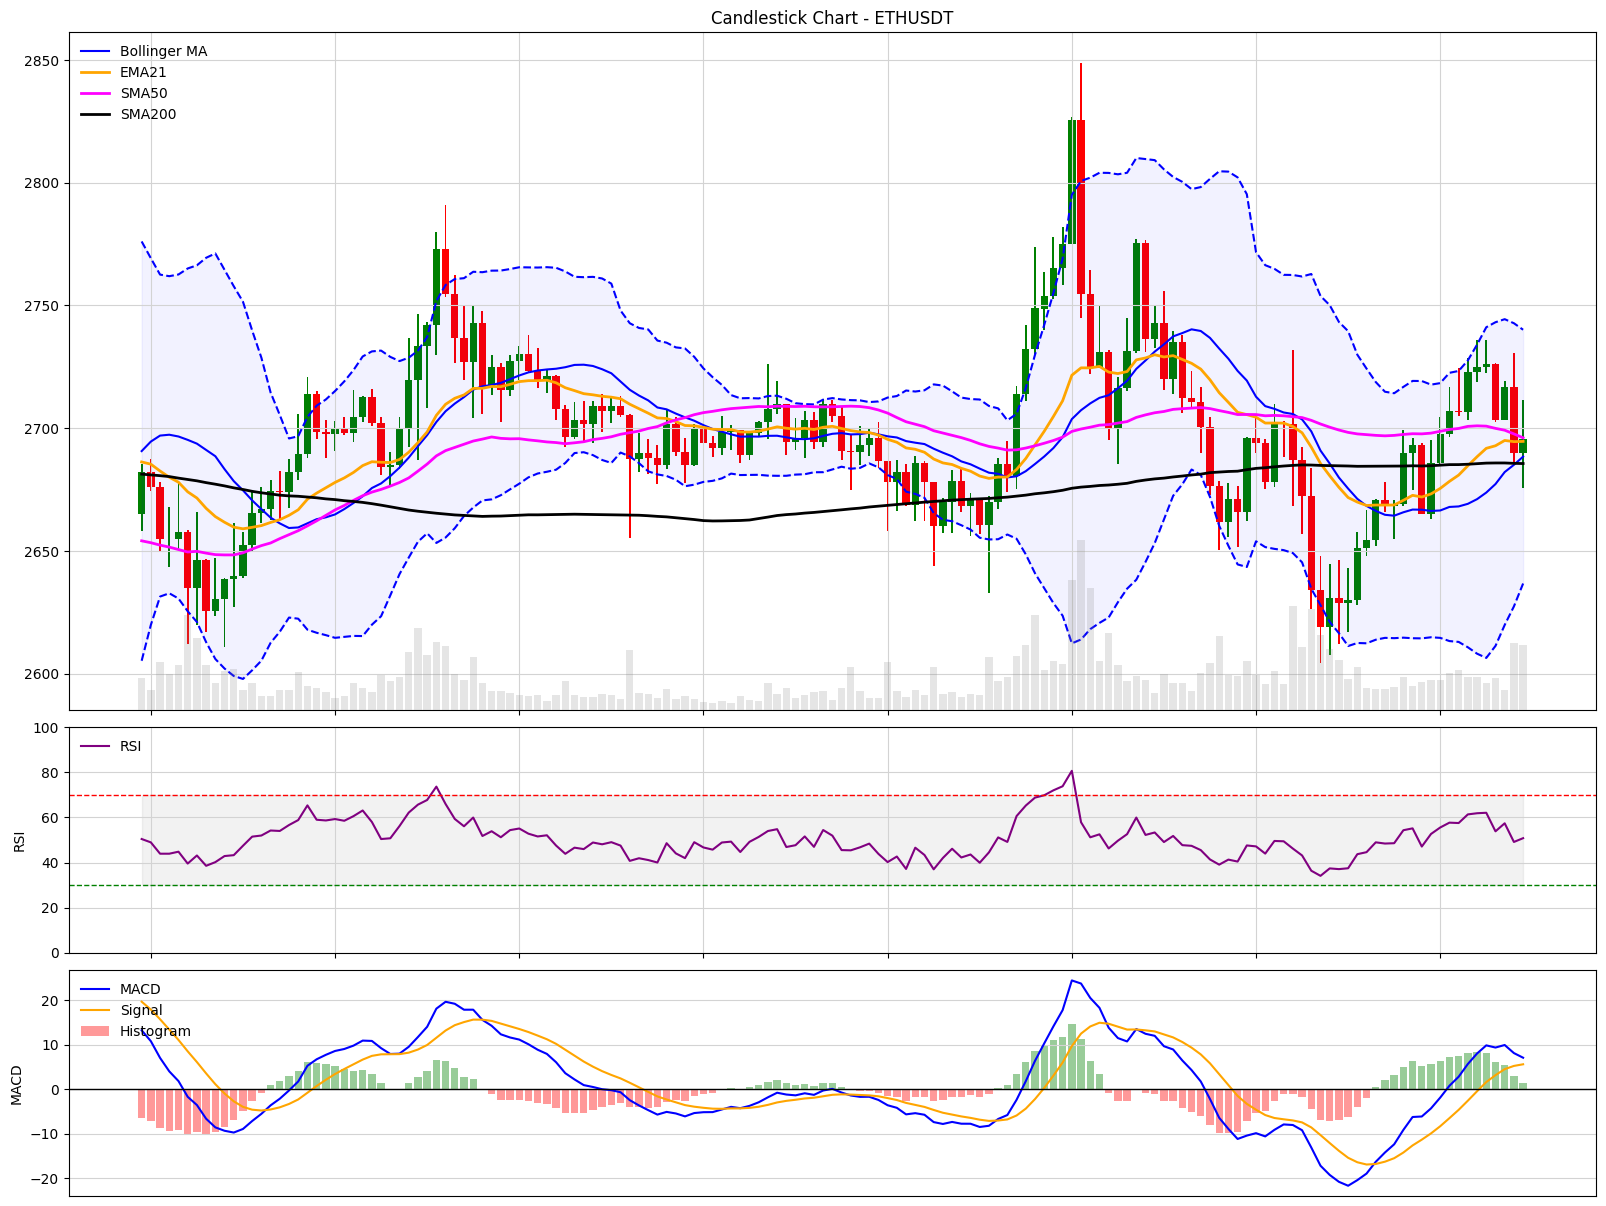 Candlestick Chart - ETHUSDT
Bollinger MA
EMA21
SMA50
SMA200
2850
2800
2750
2700
2650
2600
RSI
100
80
60
40
20
0
RSI
MACD
Signal
Histogram
20
10
0
−10
−20
MACD